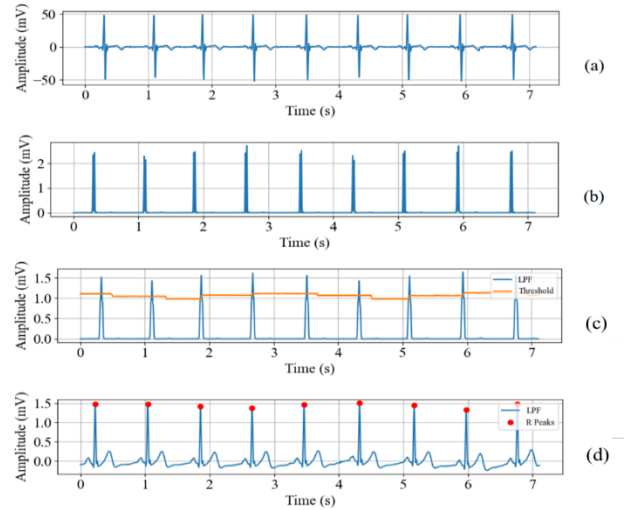 50
0
−50
Amplitude (mV)
0 1 2 3 4 5 6 7
Time (s)
(a)
2
1
0
Amplitude (mV)
0 1 2 3 4 5 6 7
Time (s)
(b)
1.5
1.0
0.5
0.0
Amplitude (mV)
LPF
Threshold
0 1 2 3 4 5 6 7
Time (s)
(c)
1.5
1.0
0.5
0.0
Amplitude (mV)
LPF
R Peaks
0 1 2 3 4 5 6 7
Time (s)
(d)